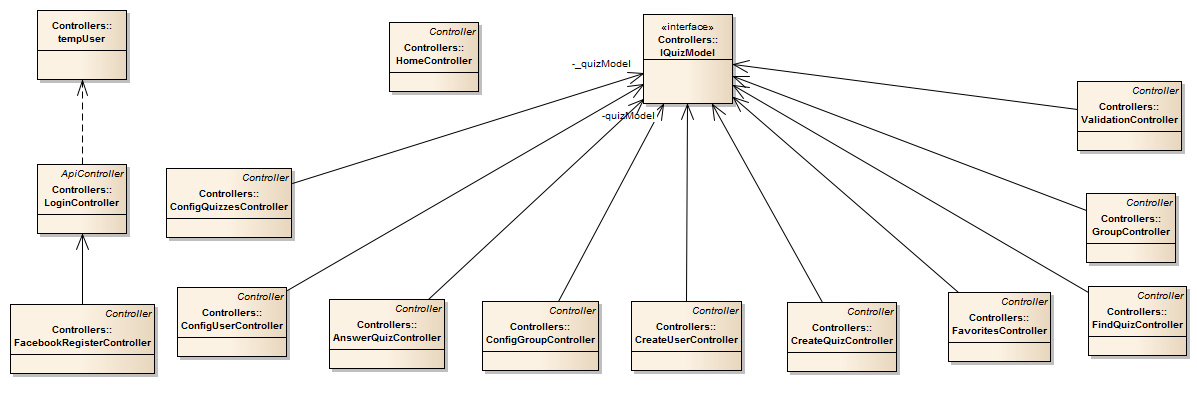 Controllers::
tempUser
Controller
Controllers::
HomeController
«interface»
Controllers::
IQuizModel
-_quizModel
-quizModel
Controller
Controllers::
ValidationController
ApiController
Controllers::
LoginController
Controller
Controllers::
ConfigQuizzesController
Controller
Controllers::
GroupController
Controller
Controllers::
FacebookRegisterController
Controller
Controllers::
ConfigUserController
Controller
Controllers::
AnswerQuizController
Controller
Controllers::
ConfigGroupController
Controller
Controllers::
CreateUserController
Controller
Controllers::
CreateQuizController
Controller
Controllers::
FavoritesController
Controller
Controllers::
FindQuizController